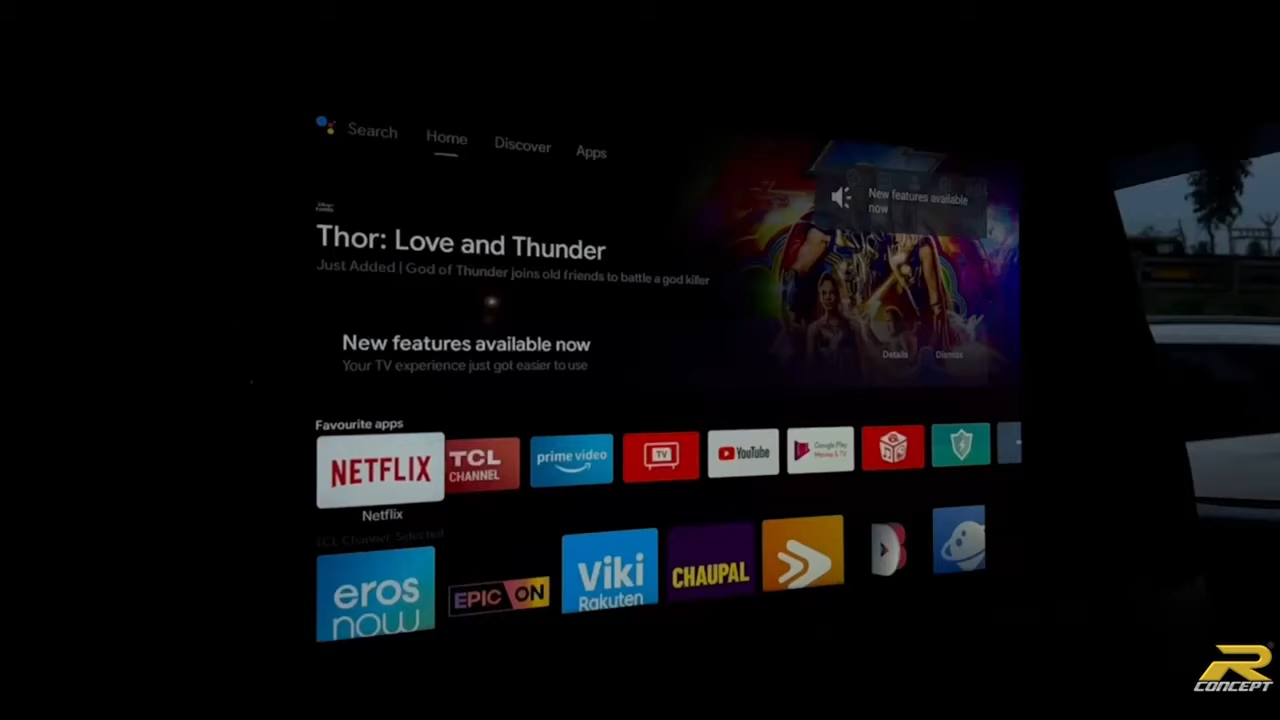 Search
Home
Discover
Apps
New features available
now
Thor: Love and Thunder
Just Added | God of Thunder joins old friends to battle a god killer
New features available now
Your TV experience just got easier to use
Details
Dismiss
Favourite apps
NETFLIX
TCL
CHANNEL
prime video
TV
YouTube
Google Play
Movies & TV
Netflix
TCL Channel Selected
eros
now
EPIC ON
Viki
Rakuten
CHAUPAL
R
CONCEPT